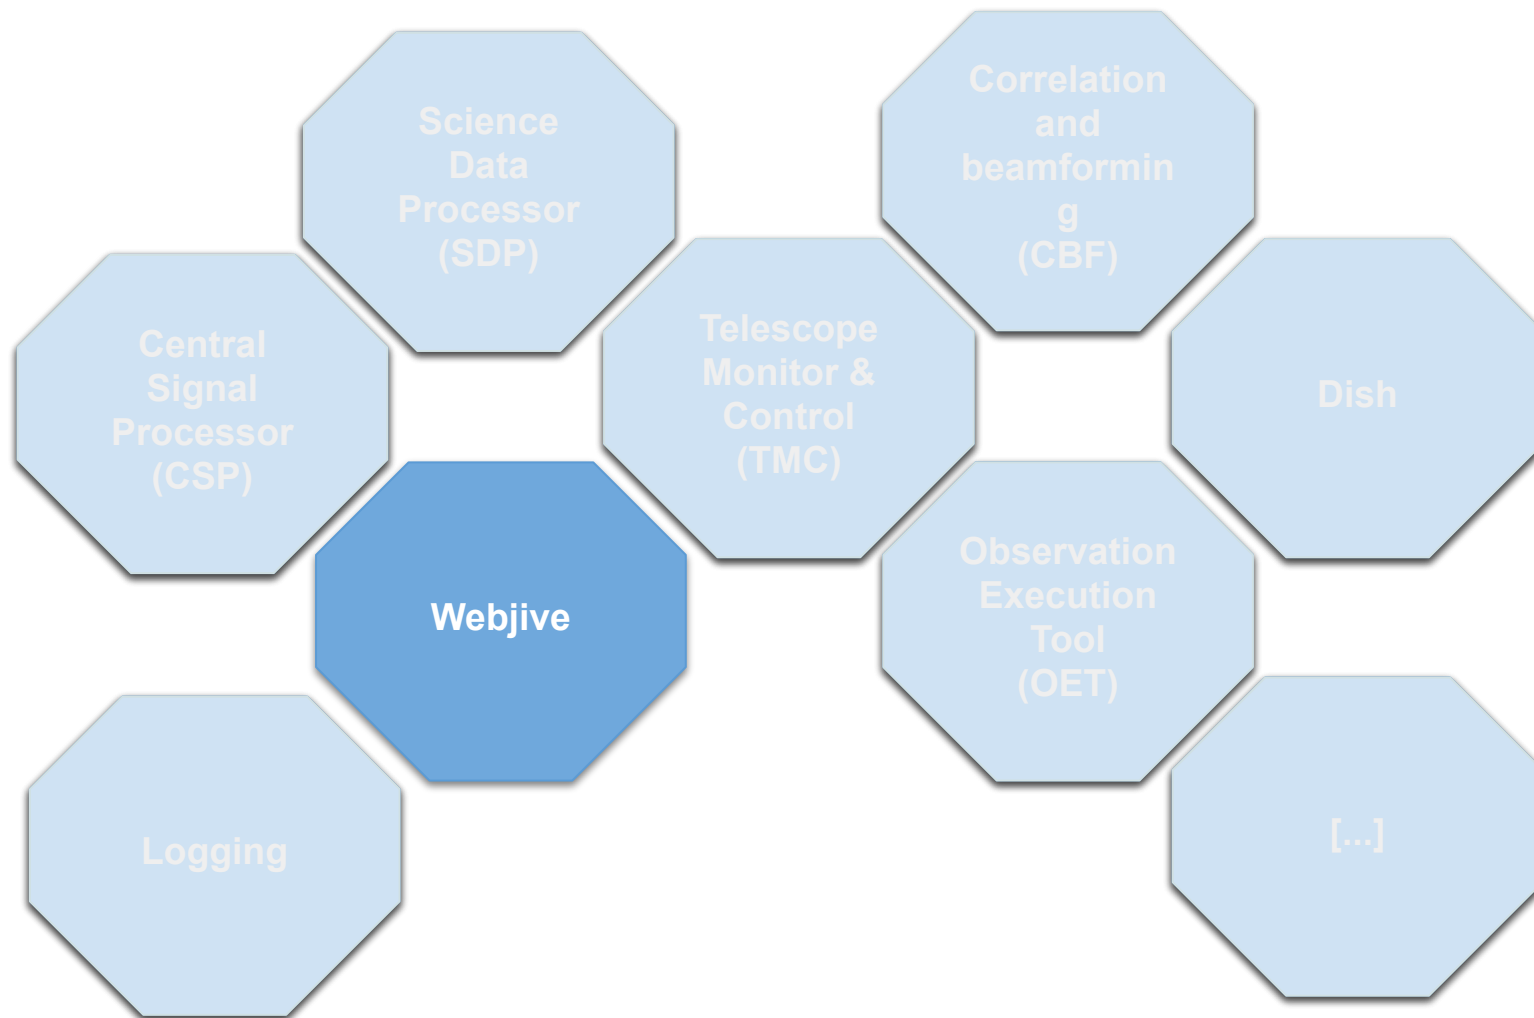 Science
Data
Processor
(SDP)
Correlation
and
beamformin
g
(CBF)
Central
Signal
Processor
(CSP)
Telescope
Monitor &
Control
(TMC)
Dish
Webjive
Observation
Execution
Tool
(OET)
Logging
[...]